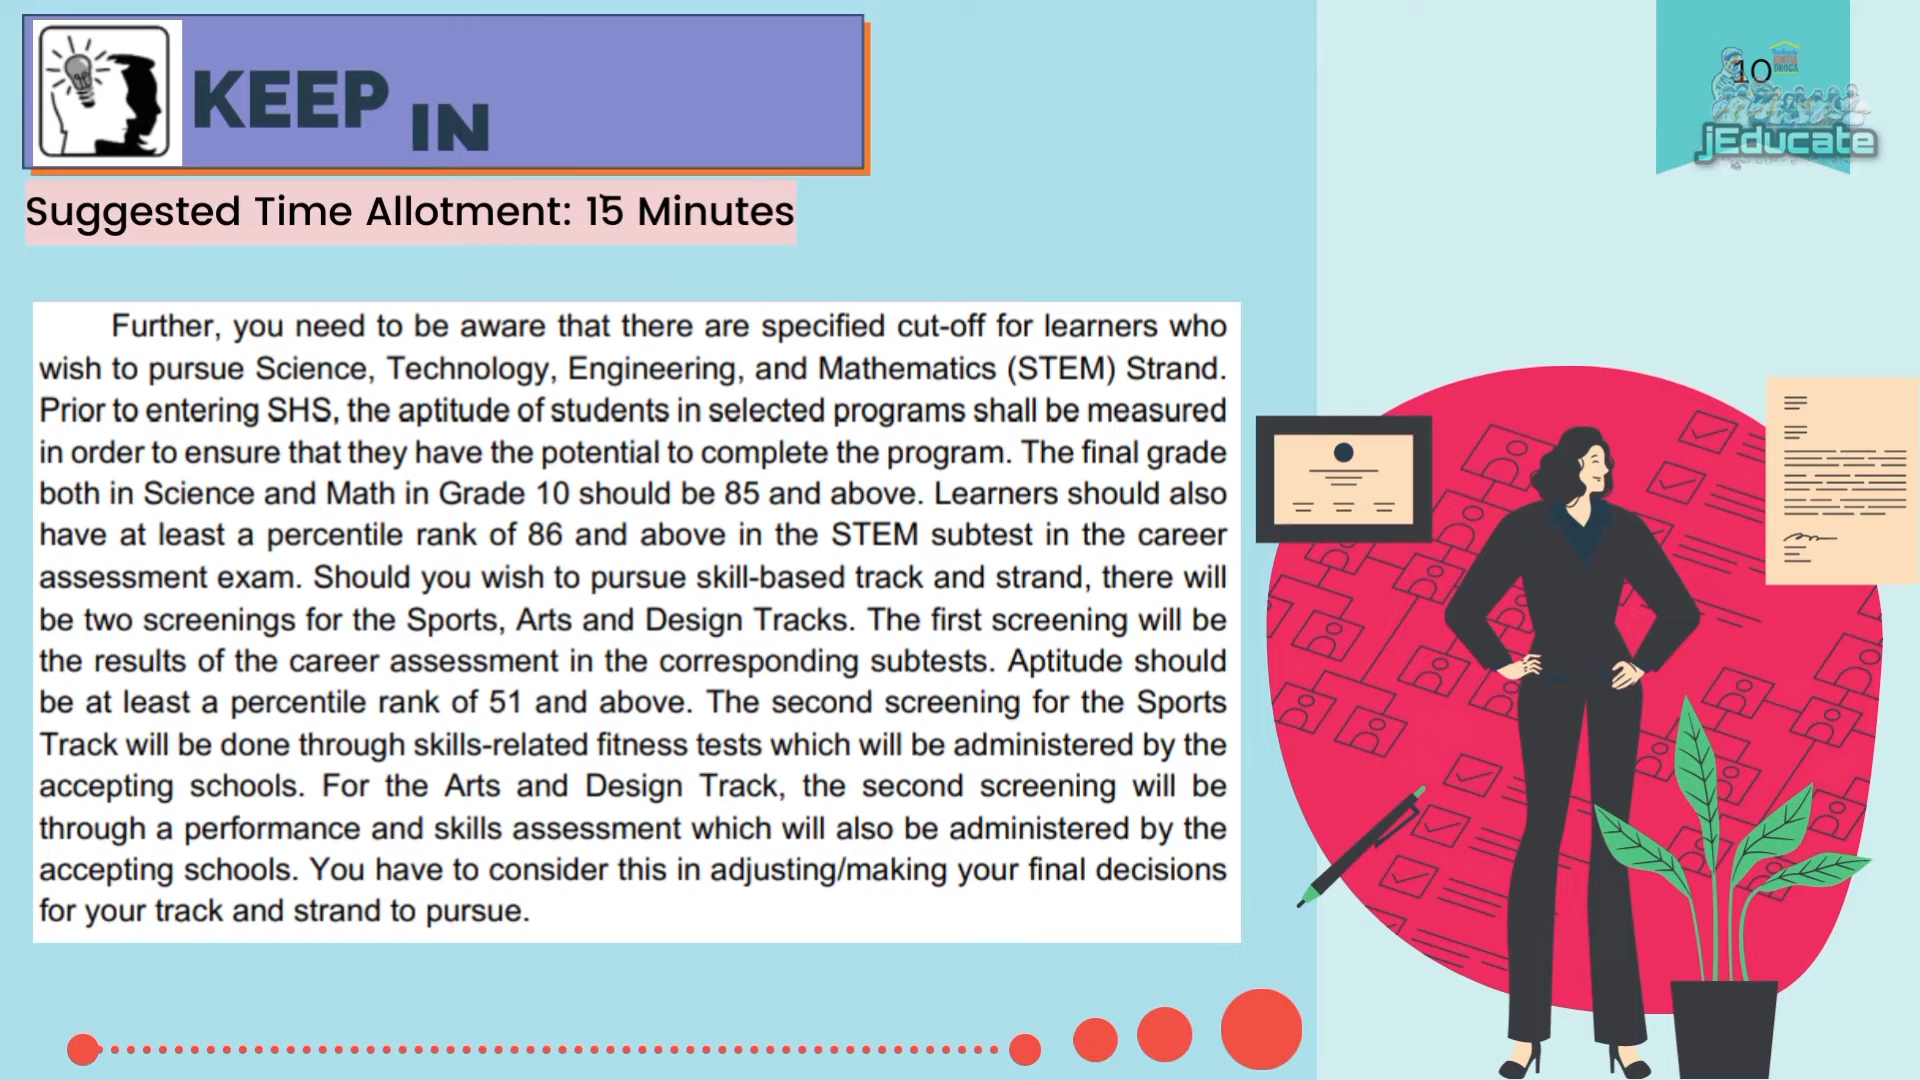 KEEP IN
10
jEducate
Suggested Time Allotment: 15 Minutes
Further, you need to be aware that there are specified cut-off for learners who
wish to pursue Science, Technology, Engineering, and Mathematics (STEM) Strand.
Prior to entering SHS, the aptitude of students in selected programs shall be measured
in order to ensure that they have the potential to complete the program. The final grade
both in Science and Math in Grade 10 should be 85 and above. Learners should also
have at least a percentile rank of 86 and above in the STEM subtest in the career
assessment exam. Should you wish to pursue skill-based track and strand, there will
be two screenings for the Sports, Arts and Design Tracks. The first screening will be
the results of the career assessment in the corresponding subtests. Aptitude should
be at least a percentile rank of 51 and above. The second screening for the Sports
Track will be done through skills-related fitness tests which will be administered by the
accepting schools. For the Arts and Design Track, the second screening will be
through a performance and skills assessment which will also be administered by the
accepting schools. You have to consider this in adjusting/making your final decisions
for your track and strand to pursue.